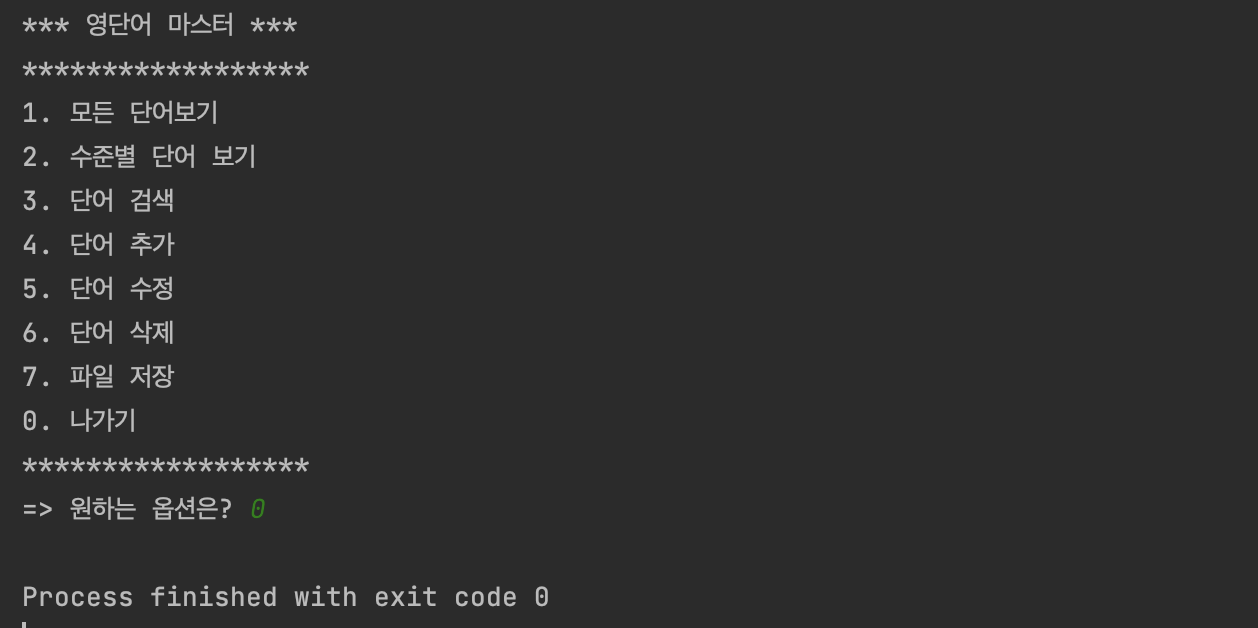 *** 영단어 마스터 ***
******************
1. 모든 단어보기
2. 수준별 단어 보기
3. 단어 검색
4. 단어 추가
5. 단어 수정
6. 단어 삭제
7. 파일 저장
0. 나가기
******************
=> 원하는 옵션은? 0
Process finished with exit code 0